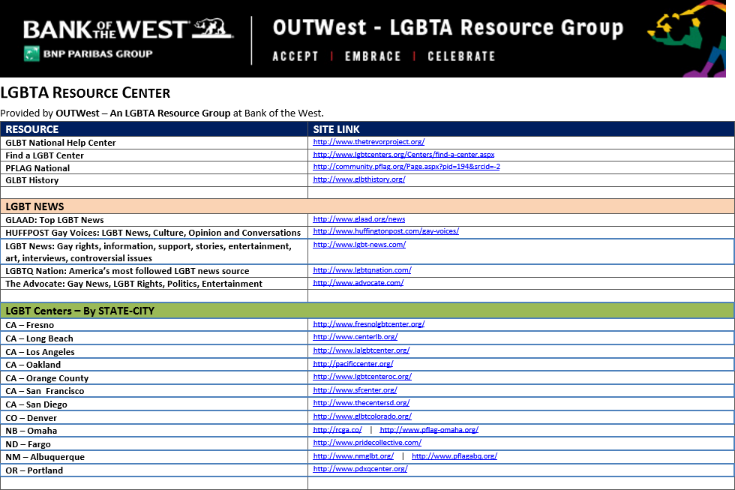 BANK OF THE WEST
BNP PARIBAS GROUP
OUTWest - LGBTA Resource Group
ACCEPT | EMBRACE | CELEBRATE
LGBTA RESOURCE CENTER
Provided by OUTWest – An LGBTA Resource Group at Bank of the West.
RESOURCE SITE LINK
GLBT National Help Center http://www.thetrevorproject.org/
Find a LGBT Center http://www.lgbtcenters.org/Centers/find-a-center.aspx
PFLAG National http://community.pflag.org/Page.aspx?pid=194&srcid=-2
GLBT History http://www.glbthistory.org/
LGBT NEWS
GLAAD: Top LGBT News http://www.glaad.org/news
HUFFPOST Gay Voices: LGBT News, Culture, Opinion and Conversations http://www.huffingtonpost.com/gay-voices/
LGBT News: Gay rights, information, support, stories, entertainment, http://www.lgbt-news.com/
art, interviews, controversial issues
LGBTQ Nation: America's most followed LGBT news source http://www.lgbtqnation.com/
The Advocate: Gay News, LGBT Rights, Politics, Entertainment http://www.advocate.com/
LGBT Centers – By STATE-CITY
CA – Fresno http://www.fresnolgbtcenter.org/
CA – Long Beach http://www.centerlb.org/
CA – Los Angeles http://www.lalgbtcenter.org/
CA – Oakland http://pacificcenter.org/
CA – Orange County http://www.lgbtcenteroc.org/
CA – San  Francisco http://www.sfcenter.org/
CA – San Diego http://www.thecentersd.org/
CO – Denver http://www.glbtcolorado.org/
NB – Omaha http://rcga.co/ | http://www.pflag-omaha.org/
ND – Fargo http://www.pridecollective.com/
NM – Albuquerque http://www.nmglbt.org/ | http://www.pflagabq.org/
OR – Portland http://www.pdxqcenter.org/